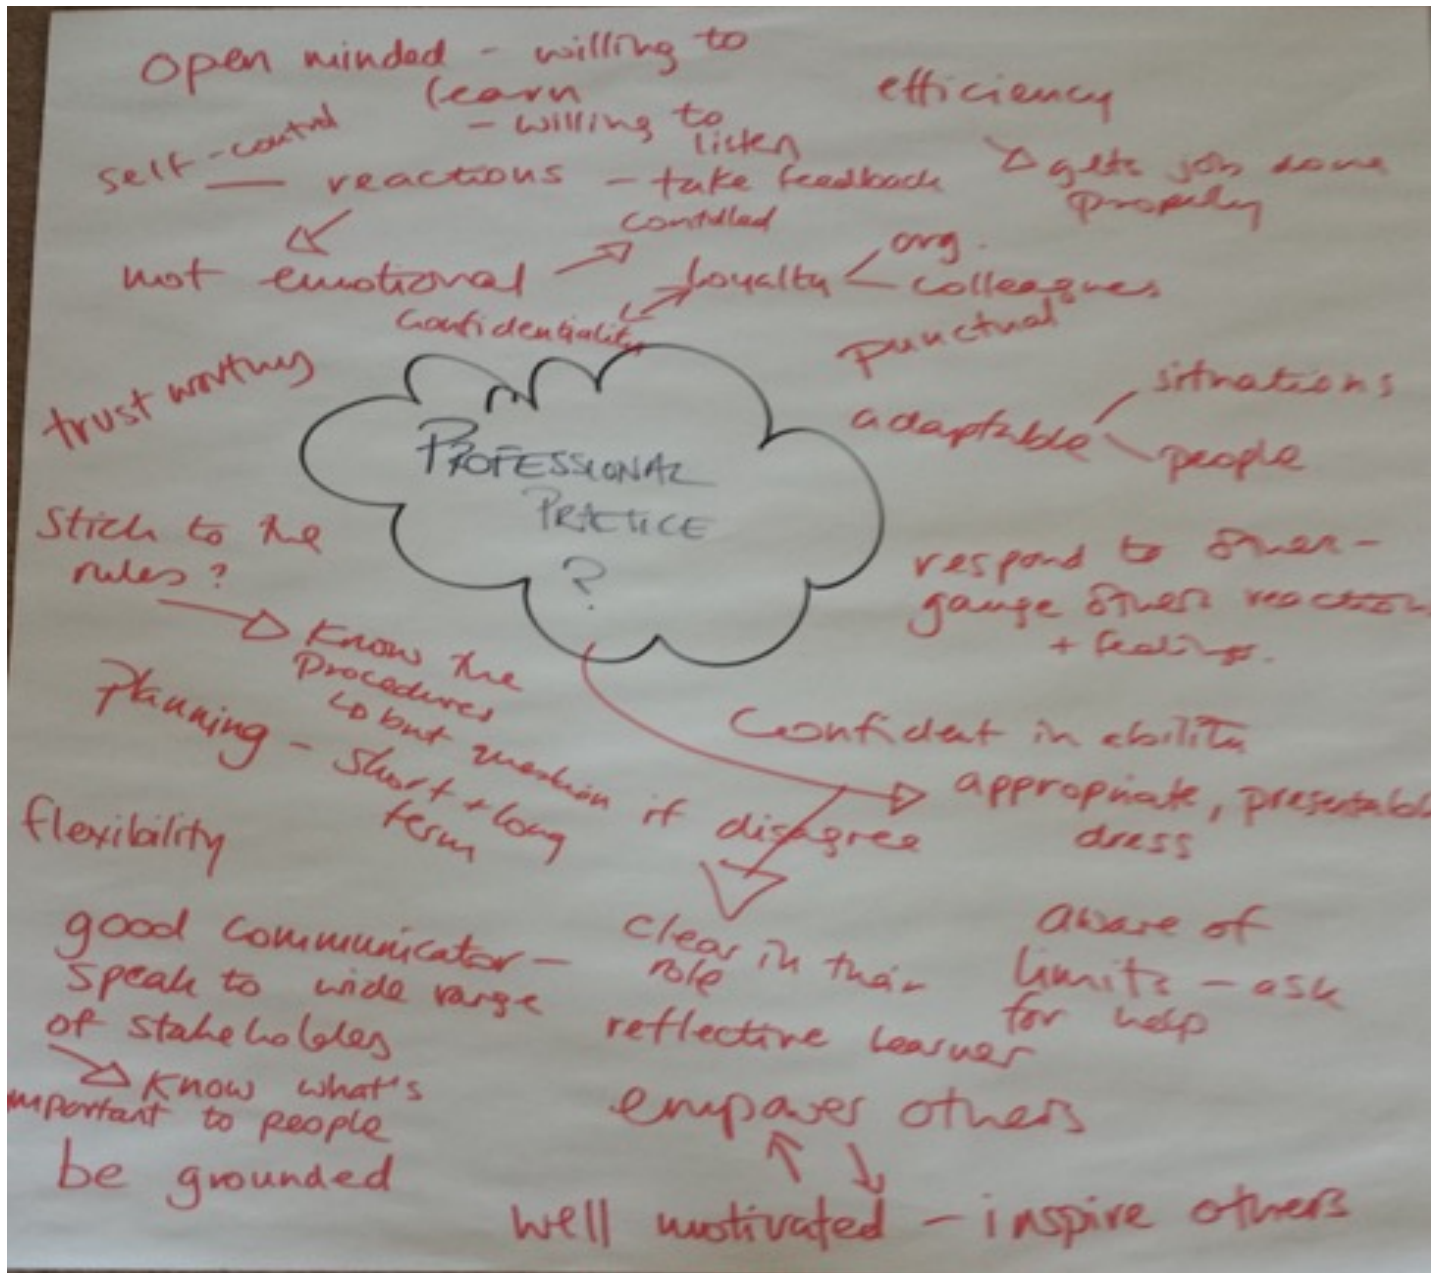 open minded - willing to
learn
- willing to
listen
self-control
— reactions - take feedback
not emotional
controlled
efficiency
gets job done
properly
Loyalty
org.
colleagues
Confidentiality
punctual
trust worthy
adaptable
situations
people
PROFESSIONAL
PRACTICE
?
Stick to the
rules?
Know the
procedures
but question if disagree
respond to other -
gauge others reaction
+ feelings.
Planning - short + long
term
Confident in ability
appropriate, presentable
dress
flexibility
good communicator -
speak to wide range
of stakeholders
Know what's
important to people
be grounded
clear in their
role
reflective learner
aware of
limits - ask
for help
empower others
well motivated - inspire others